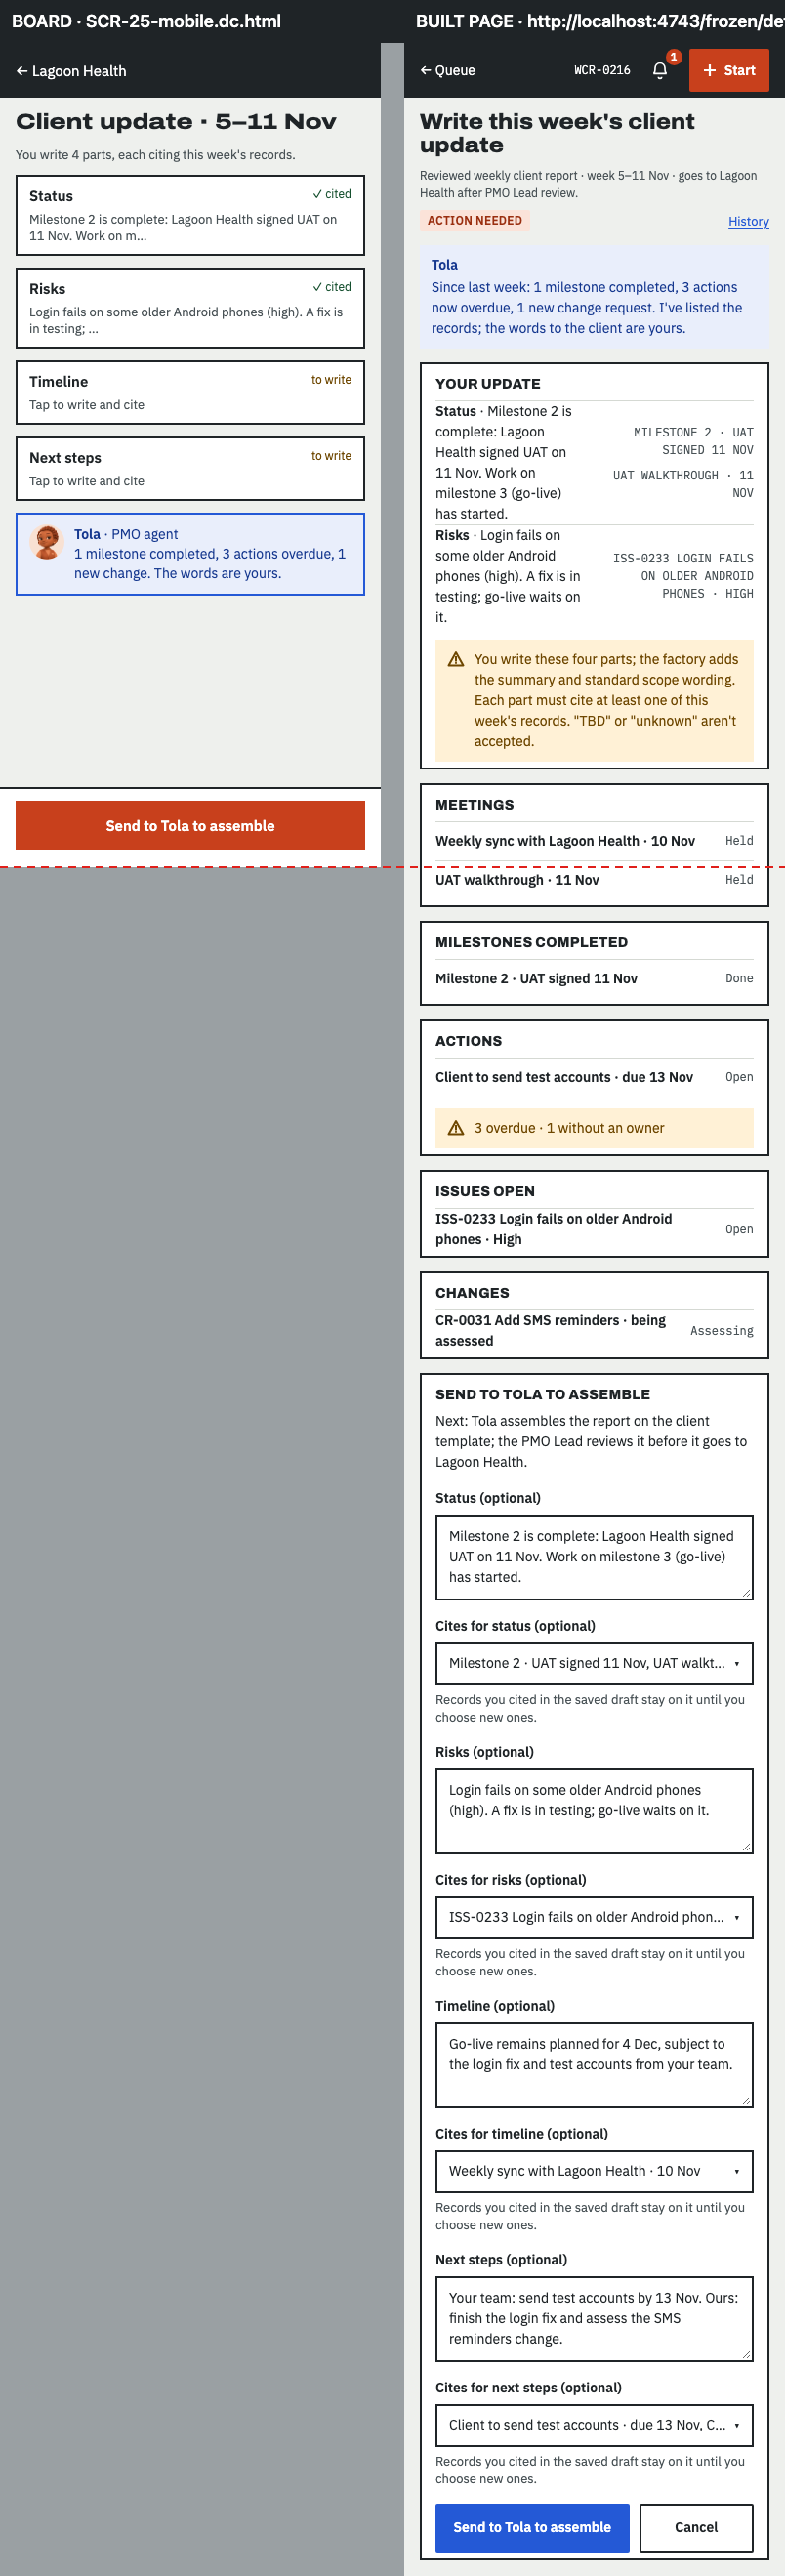 BOARD · SCR-25-mobile.dc.html
← Lagoon Health
Client update · 5–11 Nov
You write 4 parts, each citing this week's records.
Status
✓ cited
Milestone 2 is complete: Lagoon Health signed UAT on
11 Nov. Work on m...
Risks
✓ cited
Login fails on some older Android phones (high). A fix is
in testing; ...
Timeline
to write
Tap to write and cite
Next steps
to write
Tap to write and cite
Tola · PMO agent
1 milestone completed, 3 actions overdue, 1
new change. The words are yours.
Send to Tola to assemble
BUILT PAGE · http://localhost:4743/frozen/de
← Queue
WCR-0216
1
+ Start
Write this week's client
update
Reviewed weekly client report · week 5–11 Nov · goes to Lagoon
Health after PMO Lead review.
ACTION NEEDED
History
Tola
Since last week: 1 milestone completed, 3 actions
now overdue, 1 new change request. I've listed the
records; the words to the client are yours.
YOUR UPDATE
Status · Milestone 2 is
complete: Lagoon
Health signed UAT on
11 Nov. Work on
milestone 3 (go-live)
has started.
MILESTONE 2 · UAT
SIGNED 11 NOV
UAT WALKTHROUGH · 11
NOV
Risks · Login fails on
some older Android
phones (high). A fix is in
testing; go-live waits on
it.
ISS-0233 LOGIN FAILS
ON OLDER ANDROID
PHONES · HIGH
You write these four parts; the factory adds
the summary and standard scope wording.
Each part must cite at least one of this
week's records. "TBD" or "unknown" aren't
accepted.
MEETINGS
Weekly sync with Lagoon Health · 10 Nov
Held
UAT walkthrough · 11 Nov
Held
MILESTONES COMPLETED
Milestone 2 · UAT signed 11 Nov
Done
ACTIONS
Client to send test accounts · due 13 Nov
Open
3 overdue · 1 without an owner
ISSUES OPEN
ISS-0233 Login fails on older Android
phones · High
Open
CHANGES
CR-0031 Add SMS reminders · being
assessed
Assessing
SEND TO TOLA TO ASSEMBLE
Next: Tola assembles the report on the client
template; the PMO Lead reviews it before it goes to
Lagoon Health.
Status (optional)
Milestone 2 is complete: Lagoon Health signed
UAT on 11 Nov. Work on milestone 3 (go-live)
has started.
Cites for status (optional)
Milestone 2 · UAT signed 11 Nov, UAT walkt...
Records you cited in the saved draft stay on it until you
choose new ones.
Risks (optional)
Login fails on some older Android phones
(high). A fix is in testing; go-live waits on it.
Cites for risks (optional)
ISS-0233 Login fails on older Android phon...
Records you cited in the saved draft stay on it until you
choose new ones.
Timeline (optional)
Go-live remains planned for 4 Dec, subject to
the login fix and test accounts from your team.
Cites for timeline (optional)
Weekly sync with Lagoon Health · 10 Nov
Records you cited in the saved draft stay on it until you
choose new ones.
Next steps (optional)
Your team: send test accounts by 13 Nov. Ours:
finish the login fix and assess the SMS
reminders change.
Cites for next steps (optional)
Client to send test accounts · due 13 Nov, C...
Records you cited in the saved draft stay on it until you
choose new ones.
Send to Tola to assemble
Cancel